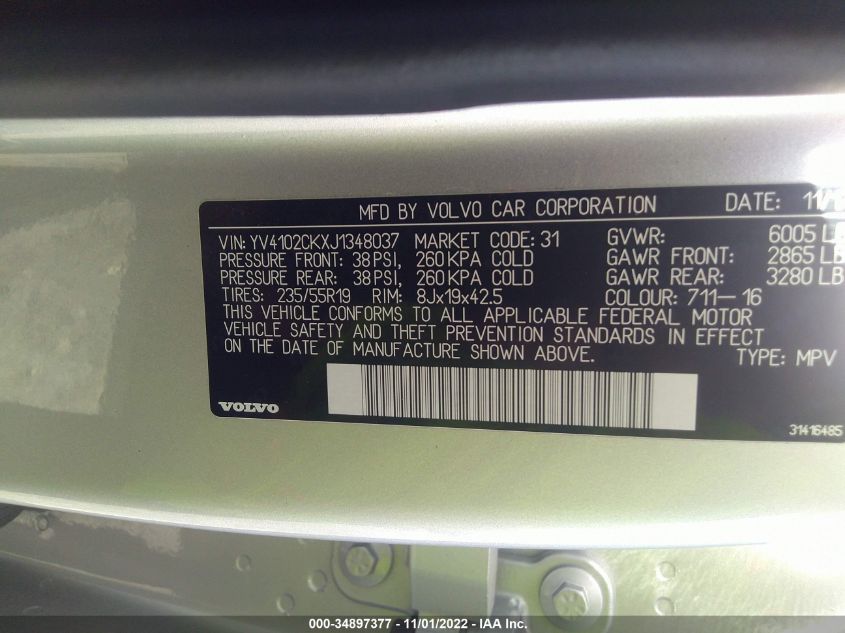 MFD BY VOLVO CAR CORPORATION DATE:
VIN: YV4102CKXJ1348037 MARKET CODE: 31 GVWR: 6005 LB
PRESSURE FRONT: 38 PSI, 260 KPA COLD GAWR FRONT: 2865 LB
PRESSURE REAR: 38 PSI, 260 KPA COLD GAWR REAR: 3280 LB
TIRES: 235/55R19 RIM: 8Jx19x42.5 COLOUR: 711-16
THIS VEHICLE CONFORMS TO ALL APPLICABLE FEDERAL MOTOR
VEHICLE SAFETY AND THEFT PREVENTION STANDARDS IN EFFECT
ON THE DATE OF MANUFACTURE SHOWN ABOVE. TYPE: MPV
VOLVO
31416485
000-34897377 - 11/01/2022 - IAA Inc.